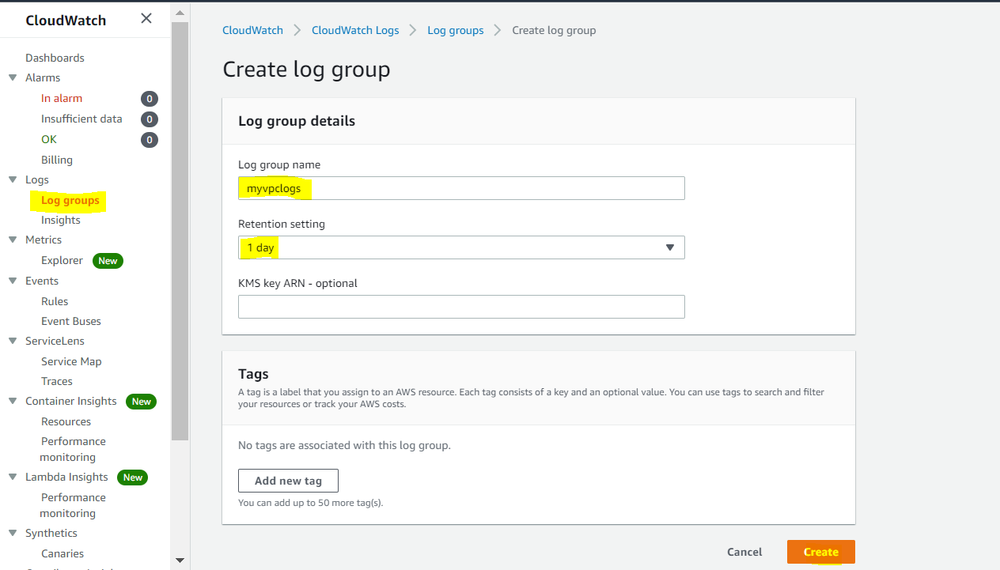 CloudWatch
Dashboards
Alarms
In alarm 0
Insufficient data 0
OK 0
Billing
Logs
Log groups
Insights
Metrics
Explorer New
Events
Rules
Event Buses
ServiceLens
Service Map
Traces
Container Insights New
Resources
Performance
monitoring
Lambda Insights New
Performance
monitoring
Synthetics
Canaries
CloudWatch > CloudWatch Logs > Log groups > Create log group
Create log group
Log group details
Log group name
myvpclogs
Retention setting
1 day
KMS key ARN - optional
Tags
A tag is a label that you assign to an AWS resource. Each tag consists of a key and an optional value. You can use tags to search and filter
your resources or track your AWS costs.
No tags are associated with this log group.
Add new tag
You can add up to 50 more tag(s).
Cancel Create